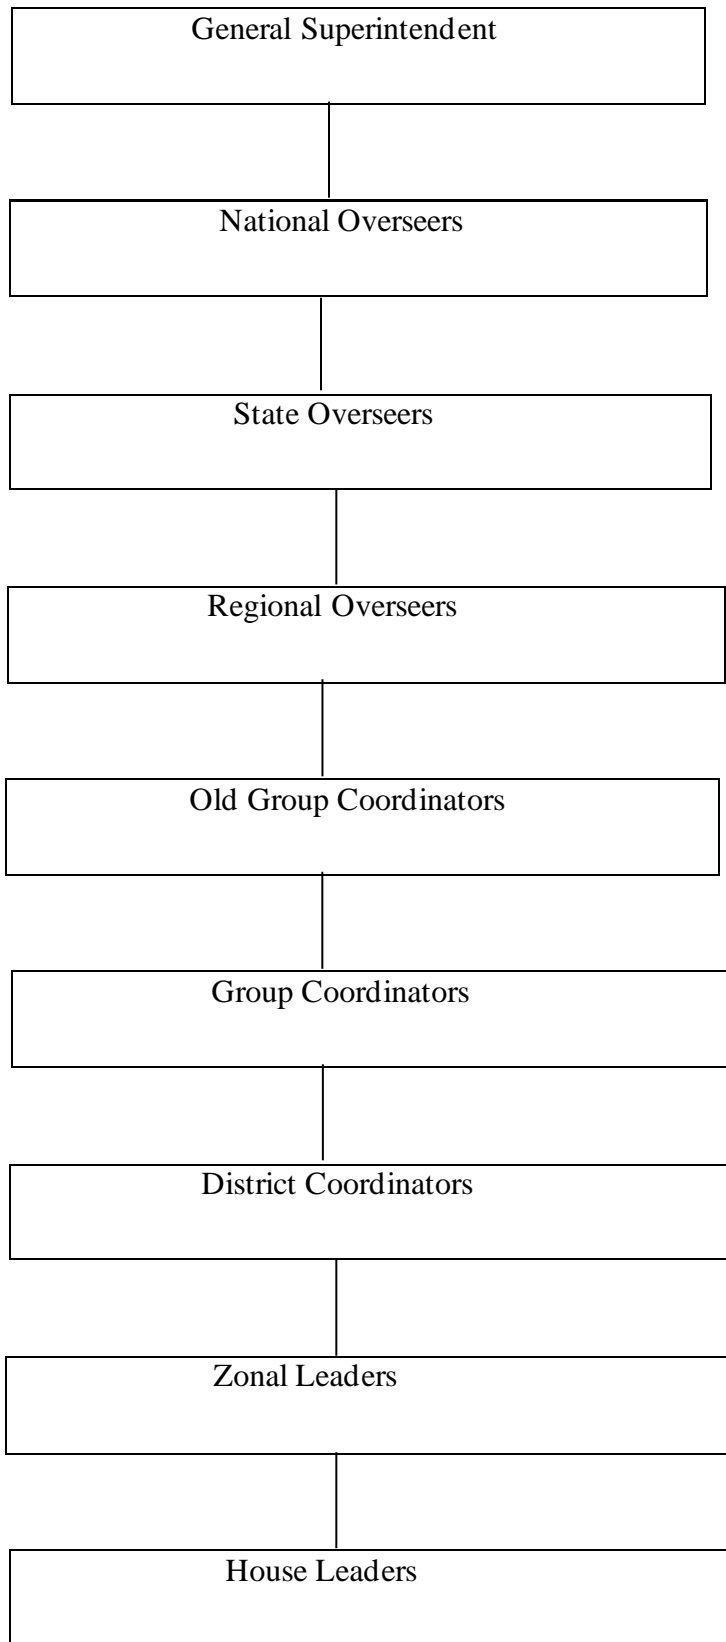 General Superintendent
National Overseers
State Overseers
Regional Overseers
Old Group Coordinators
Group Coordinators
District Coordinators
Zonal Leaders
House Leaders